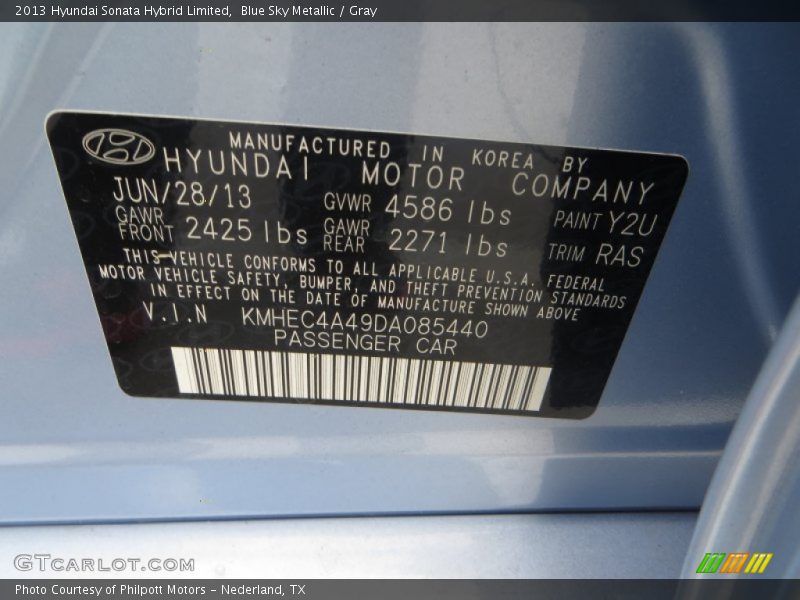 2013 Hyundai Sonata Hybrid Limited, Blue Sky Metallic / Gray
MANUFACTURED IN KOREA BY
HYUNDAI MOTOR COMPANY
JUN/28/13 GVWR 4586 lbs PAINT Y2U
GAWR FRONT 2425 lbs GAWR REAR 2271 lbs TRIM RAS
THIS VEHICLE CONFORMS TO ALL APPLICABLE U.S.A. FEDERAL
MOTOR VEHICLE SAFETY, BUMPER, AND THEFT PREVENTION STANDARDS
IN EFFECT ON THE DATE OF MANUFACTURE SHOWN ABOVE
V.I.N KMHEC4A49DA085440
PASSENGER CAR
GTCARLOT.COM
Photo Courtesy of Philpott Motors - Nederland, TX